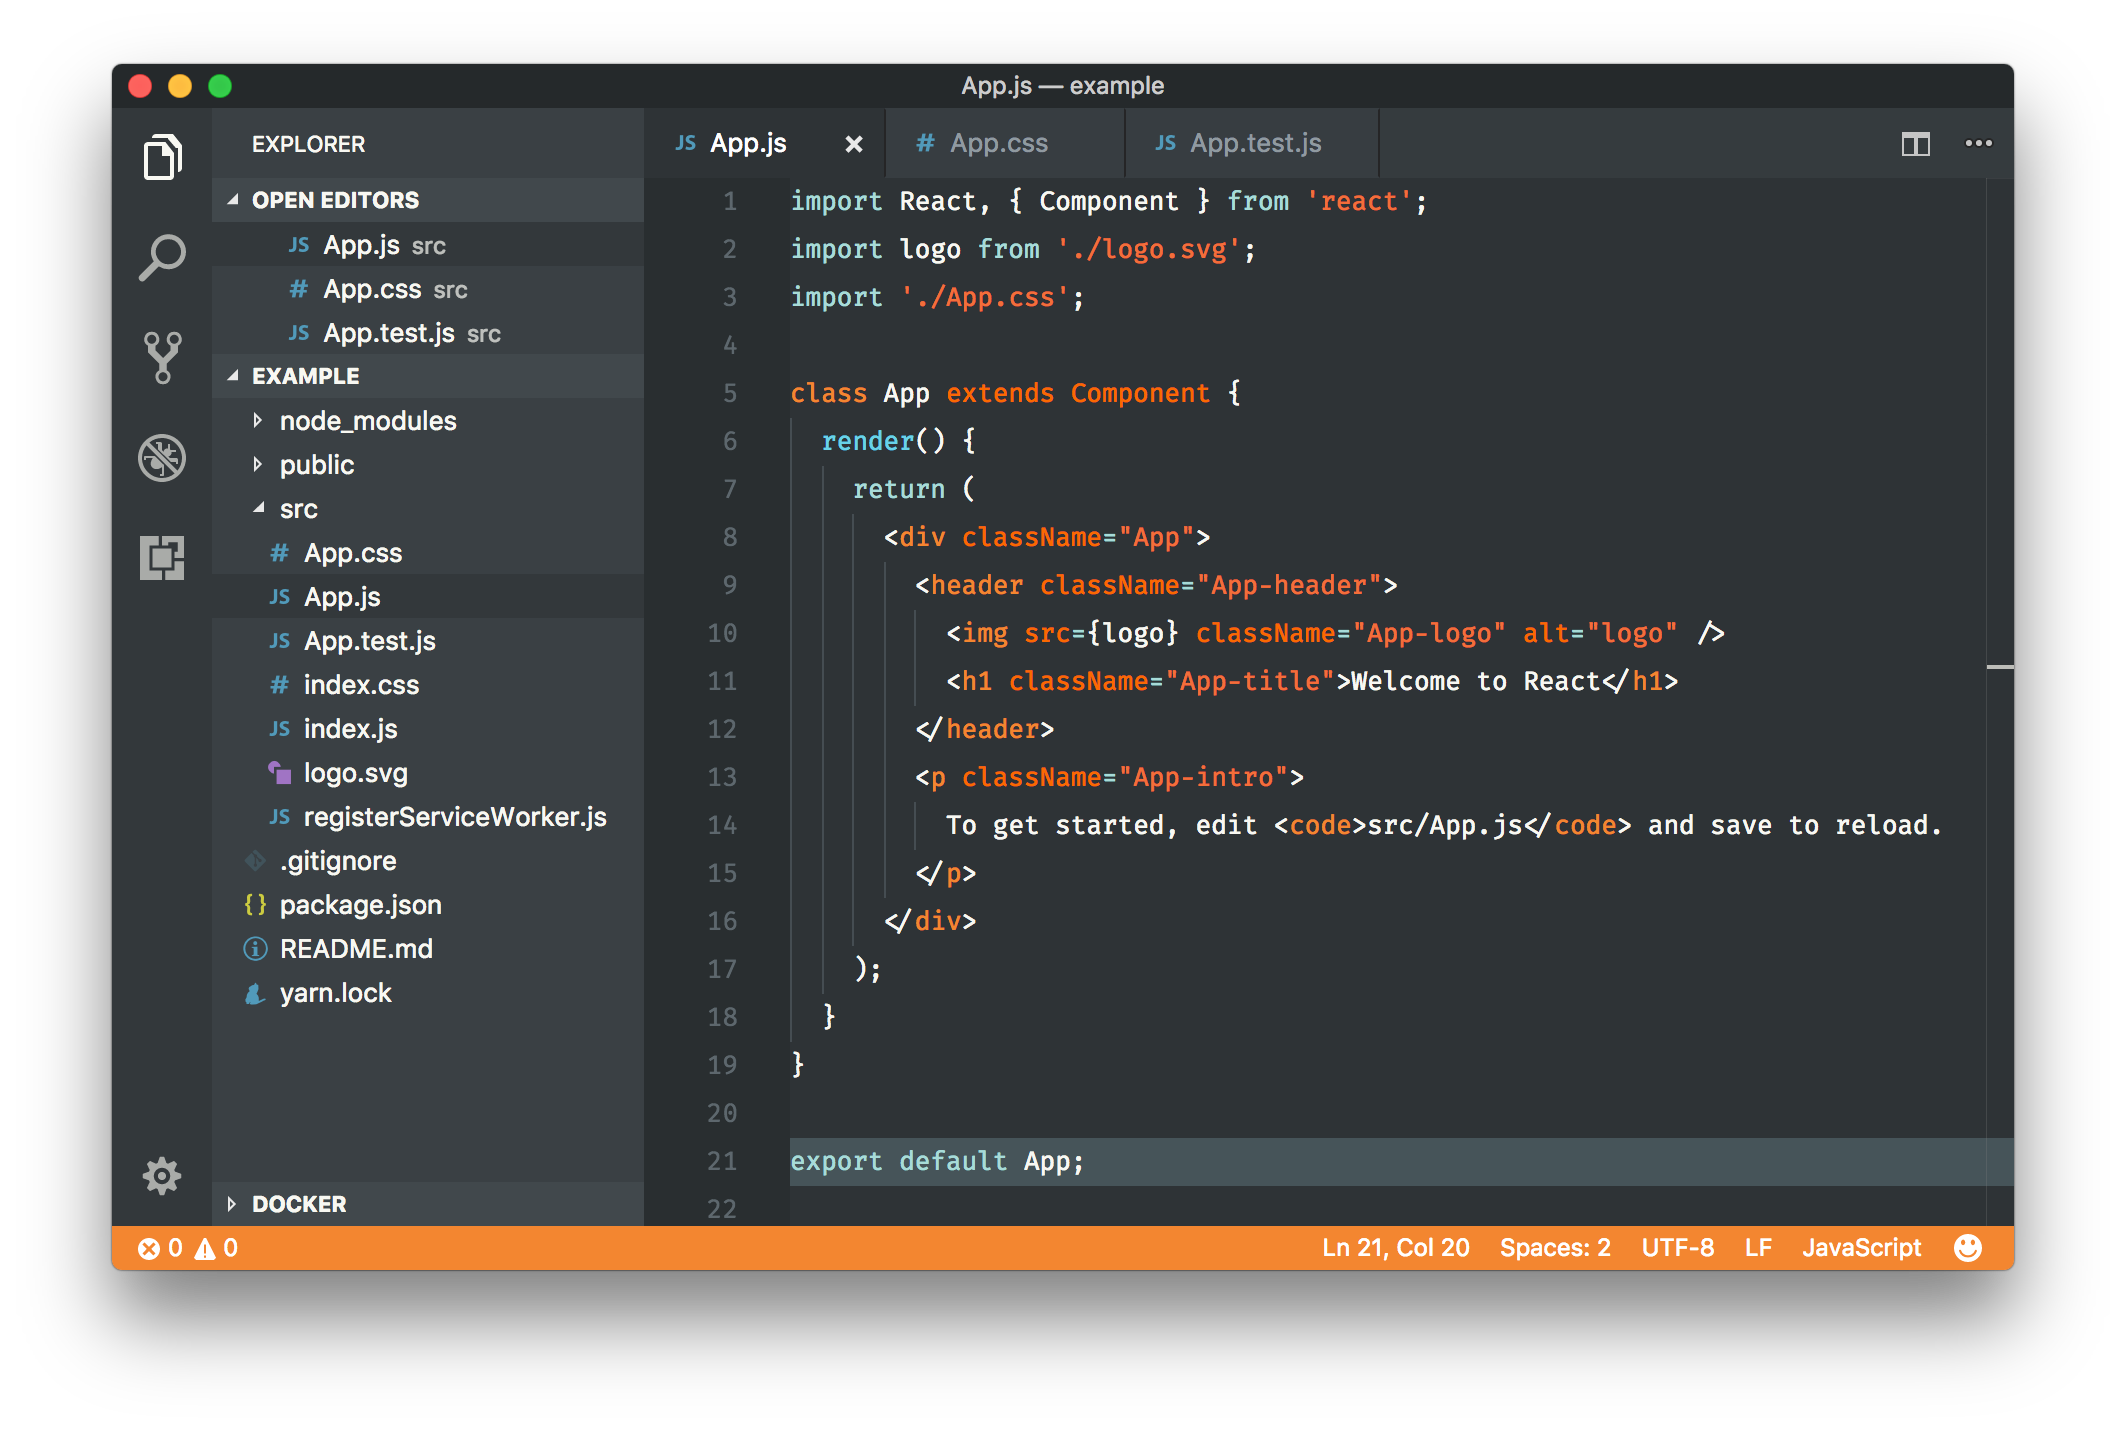 App.js — example
EXPLORER
OPEN EDITORS
JS App.js src
# App.css src
JS App.test.js src
EXAMPLE
node_modules
public
src
# App.css
JS App.js
JS App.test.js
# index.css
JS index.js
logo.svg
JS registerServiceWorker.js
.gitignore
{} package.json
README.md
yarn.lock
DOCKER
JS App.js
# App.css
JS App.test.js
1 import React, { Component } from 'react';
2 import logo from './logo.svg';
3 import './App.css';
4
5 class App extends Component {
6 render() {
7 return (
8 <div className="App">
9 <header className="App-header">
10 <img src={logo} className="App-logo" alt="logo" />
11 <h1 className="App-title">Welcome to React</h1>
12 </header>
13 <p className="App-intro">
14 To get started, edit <code>src/App.js</code> and save to reload.
15 </p>
16 </div>
17 );
18 }
19 }
20
21 export default App;
22
0 0
Ln 21, Col 20 Spaces: 2 UTF-8 LF JavaScript